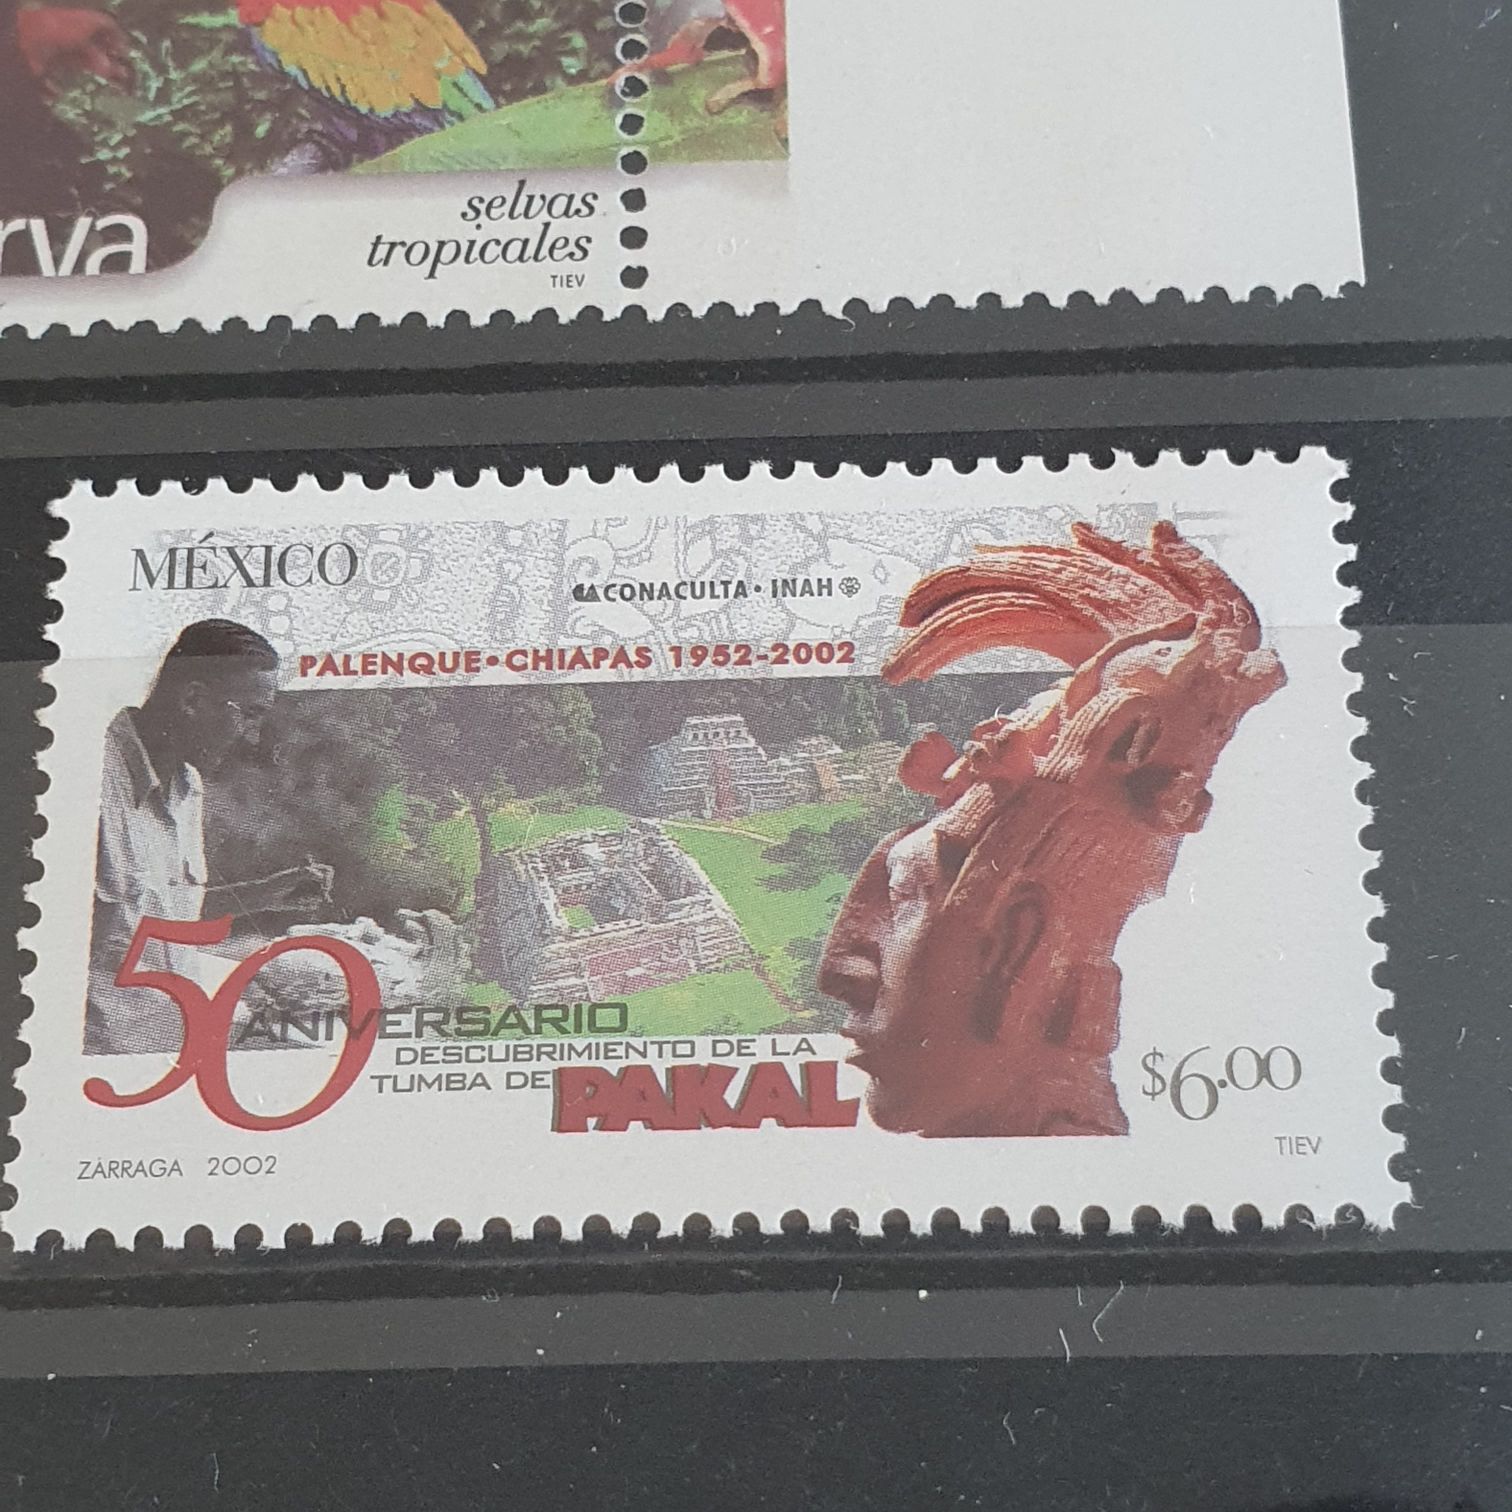 rva
selvas
tropicales
TIEV
MÉXICO
CONACULTA • INAH
PALENQUE • CHIAPAS 1952-2002
50
ANIVERSARIO
DESCUBRIMIENTO DE LA
TUMBA DE PAKAL
$6.00
TIEV
ZÁRRAGA 2002